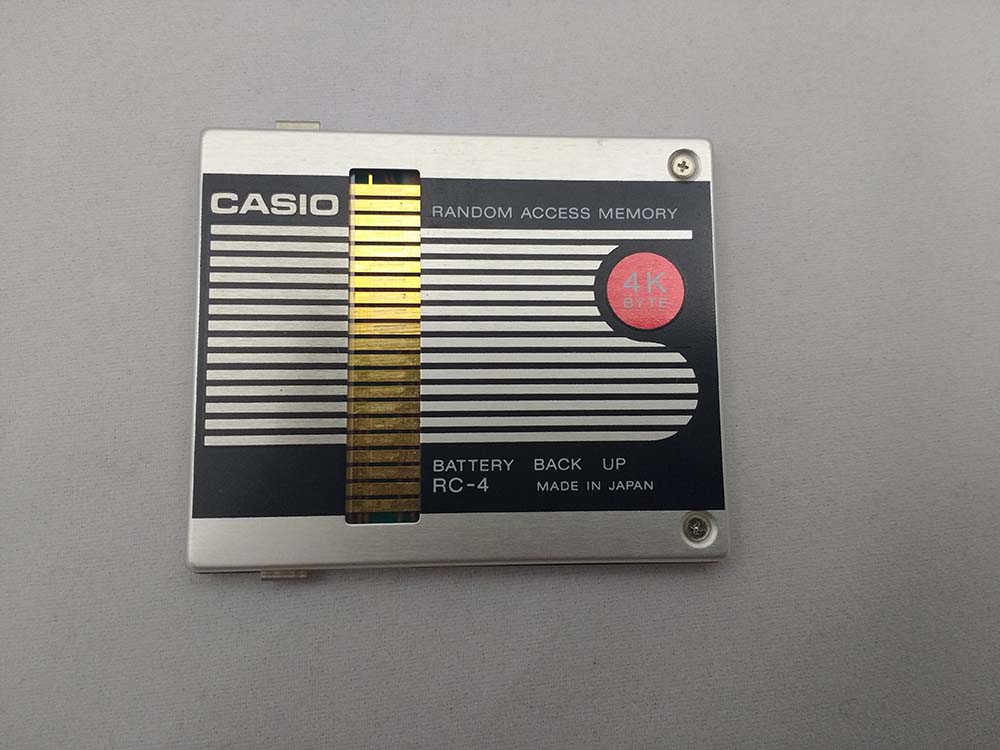 CASIO
RANDOM ACCESS MEMORY
4K
BYTE
BATTERY BACK UP
RC-4 MADE IN JAPAN